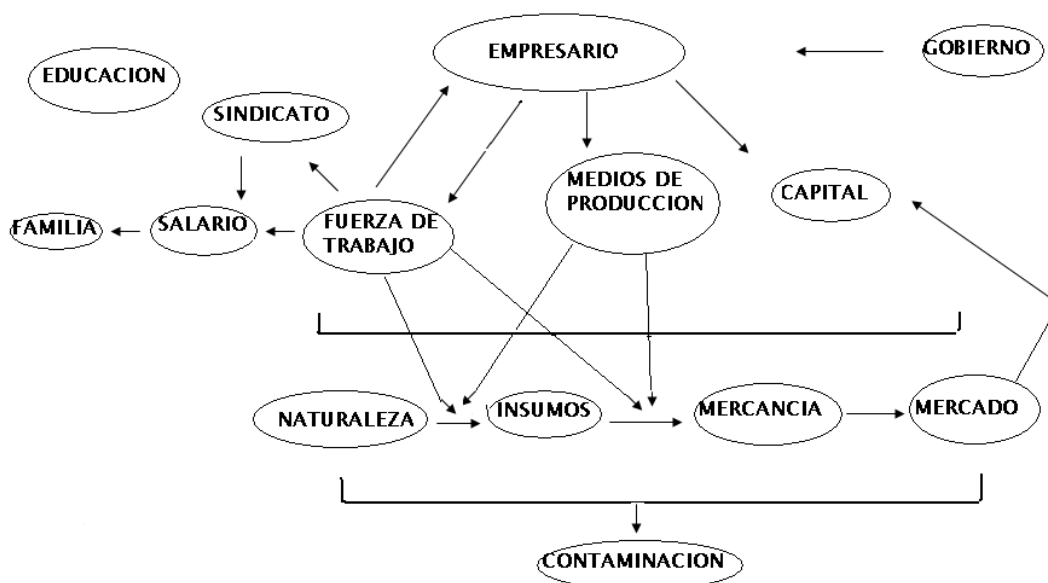 EMPRESARIO
GOBIERNO
EDUCACION
SINDICATO
MEDIOS DE
PRODUCCION
CAPITAL
FAMILIA
SALARIO
FUERZA DE
TRABAJO
NATURALEZA
INSUMOS
MERCANCIA
MERCADO
CONTAMINACION